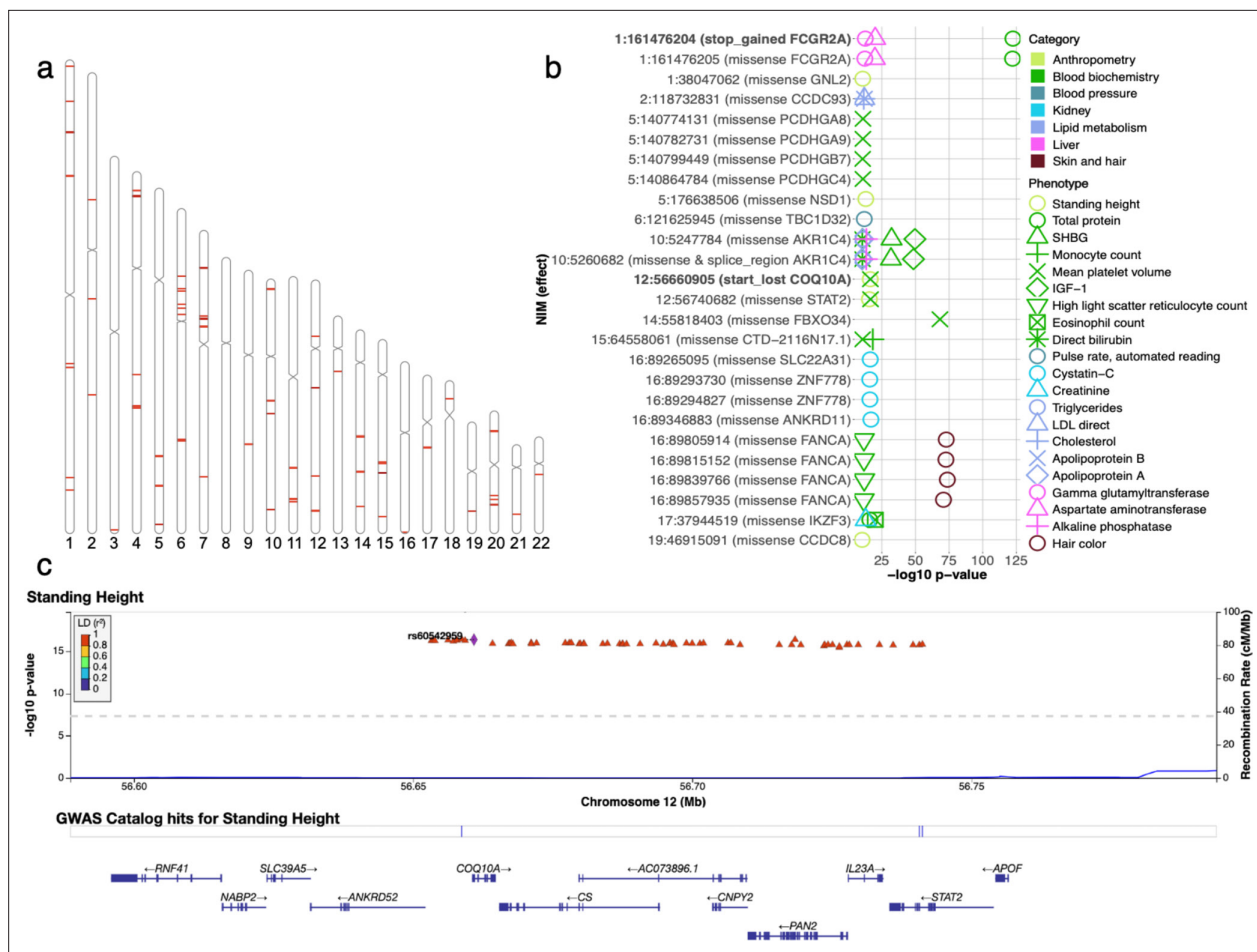 a
1 2 3 4 5 6 7 8 9 10 11 12 13 14 15 16 17 18 19 20 21 22
b
NIM (effect)
1:161476204 (stop_gained FCGR2A)
1:161476205 (missense FCGR2A)
1:38047062 (missense GNL2)
2:118732831 (missense CCDC93)
5:140774131 (missense PCDHGA8)
5:140782731 (missense PCDHGA9)
5:140799449 (missense PCDHGB7)
5:140864784 (missense PCDHGC4)
5:176638506 (missense NSD1)
6:121625945 (missense TBC1D32)
10:5247784 (missense AKR1C4)
10:5260682 (missense & splice_region AKR1C4)
12:56660905 (start_lost COQ10A)
12:56740682 (missense STAT2)
14:55818403 (missense FBXO34)
15:64558061 (missense CTD-2116N17.1)
16:89265095 (missense SLC22A31)
16:89293730 (missense ZNF778)
16:89294827 (missense ZNF778)
16:89346883 (missense ANKRD11)
16:89805914 (missense FANCA)
16:89815152 (missense FANCA)
16:89839766 (missense FANCA)
16:89857935 (missense FANCA)
17:37944519 (missense IKZF3)
19:46915091 (missense CCDC8)
25 50 75 100 125
-log10 p-value
Category
Anthropometry
Blood biochemistry
Blood pressure
Kidney
Lipid metabolism
Liver
Skin and hair
Phenotype
Standing height
Total protein
SHBG
Monocyte count
Mean platelet volume
IGF-1
High light scatter reticulocyte count
Eosinophil count
Direct bilirubin
Pulse rate, automated reading
Cystatin-C
Creatinine
Triglycerides
LDL direct
Cholesterol
Apolipoprotein B
Apolipoprotein A
Gamma glutamyltransferase
Aspartate aminotransferase
Alkaline phosphatase
Hair color
c
Standing Height
LD (r²)
1
0.8
0.6
0.4
0.2
0
rs60542959
-log10 p-value
15
10
5
0
100
80
60
40
20
0
Recombination Rate (cM/Mb)
56.60 56.65 56.70 56.75
Chromosome 12 (Mb)
GWAS Catalog hits for Standing Height
←RNF41 SLC39A5→ COQ10A→ ←AC073896.1 IL23A→ ←APOF
NABP2→ ←ANKRD52 ←CS ←CNPY2 ←STAT2
←PAN2